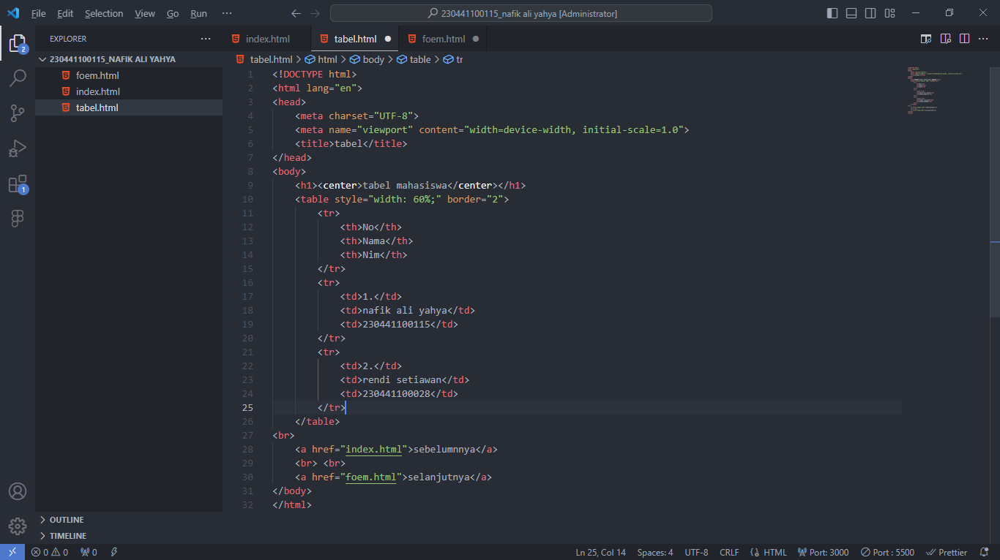 File Edit Selection View Go Run ··· 230441100115_nafik ali yahya [Administrator]
EXPLORER ···
index.html tabel.html foem.html ···
2
230441100115_NAFIK ALI YAHYA
foem.html
index.html
tabel.html
1
tabel.html > html > body > table > tr
1 <!DOCTYPE html>
2 <html lang="en">
3 <head>
4 <meta charset="UTF-8">
5 <meta name="viewport" content="width=device-width, initial-scale=1.0">
6 <title>tabel</title>
7 </head>
8 <body>
9 <h1><center>tabel mahasiswa</center></h1>
10 <table style="width: 60%;" border="2">
11 <tr>
12 <th>No</th>
13 <th>Nama</th>
14 <th>Nim</th>
15 </tr>
16 <tr>
17 <td>1.</td>
18 <td>nafik ali yahya</td>
19 <td>230441100115</td>
20 </tr>
21 <tr>
22 <td>2.</td>
23 <td>rendi setiawan</td>
24 <td>230441100028</td>
25 </tr>
26 </table>
27 <br>
28 <a href="index.html">sebelumnnya</a>
29 <br> <br>
30 <a href="foem.html">selanjutnya</a>
31 </body>
32 </html>
OUTLINE
TIMELINE
0 0 0 Ln 25, Col 14 Spaces: 4 UTF-8 CRLF {} HTML Port: 3000 Port : 5500 Prettier